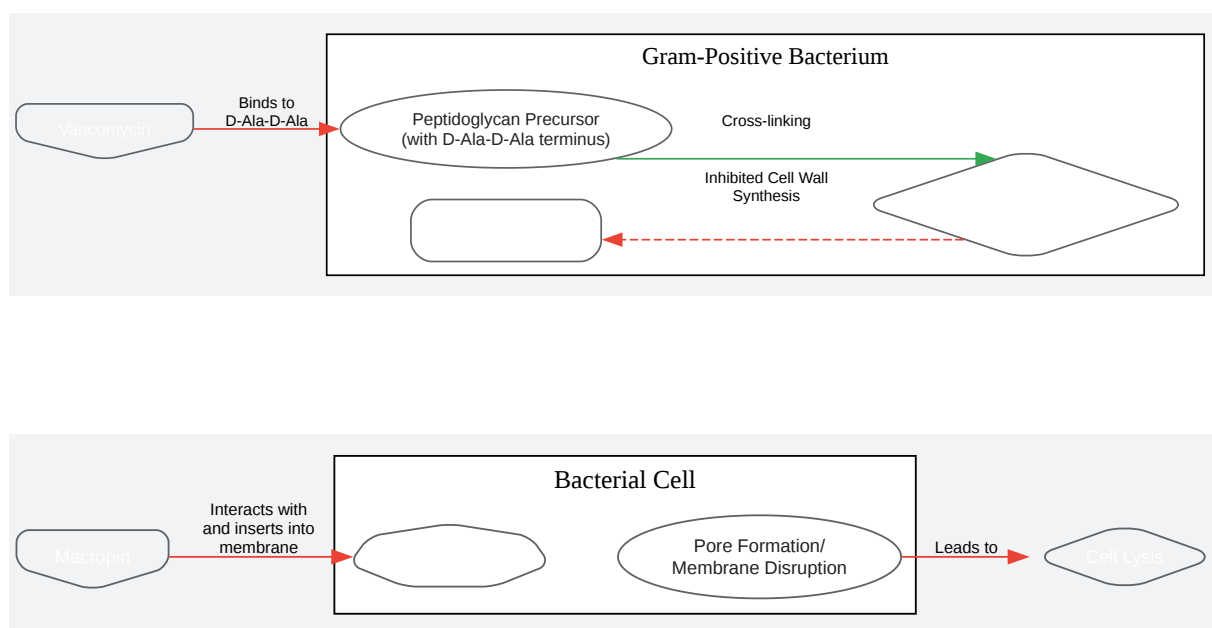 Gram-Positive Bacterium
Vancomycin
Binds to
D-Ala-D-Ala
Peptidoglycan Precursor
(with D-Ala-D-Ala terminus)
Cross-linking
Inhibited Cell Wall
Synthesis
Bacterial Cell
Macropin
Interacts with
and inserts into
membrane
Pore Formation/
Membrane Disruption
Leads to
Cell Lysis